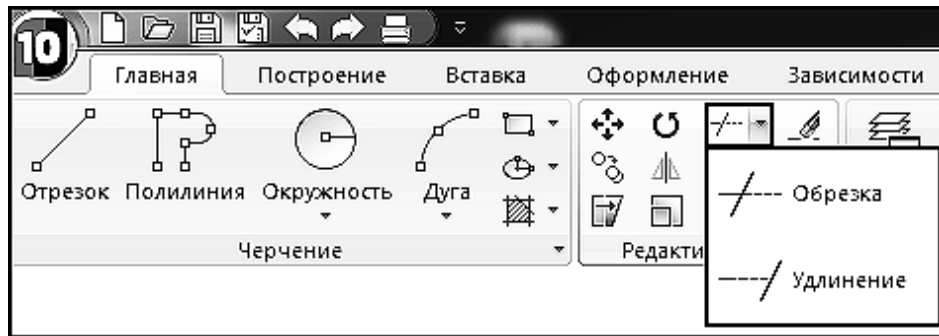 10
Главная Построение Вставка Оформление Зависимости
Отрезок Полилиния Окружность Дуга
Обрезка
Черчение Редакти
Удлинение